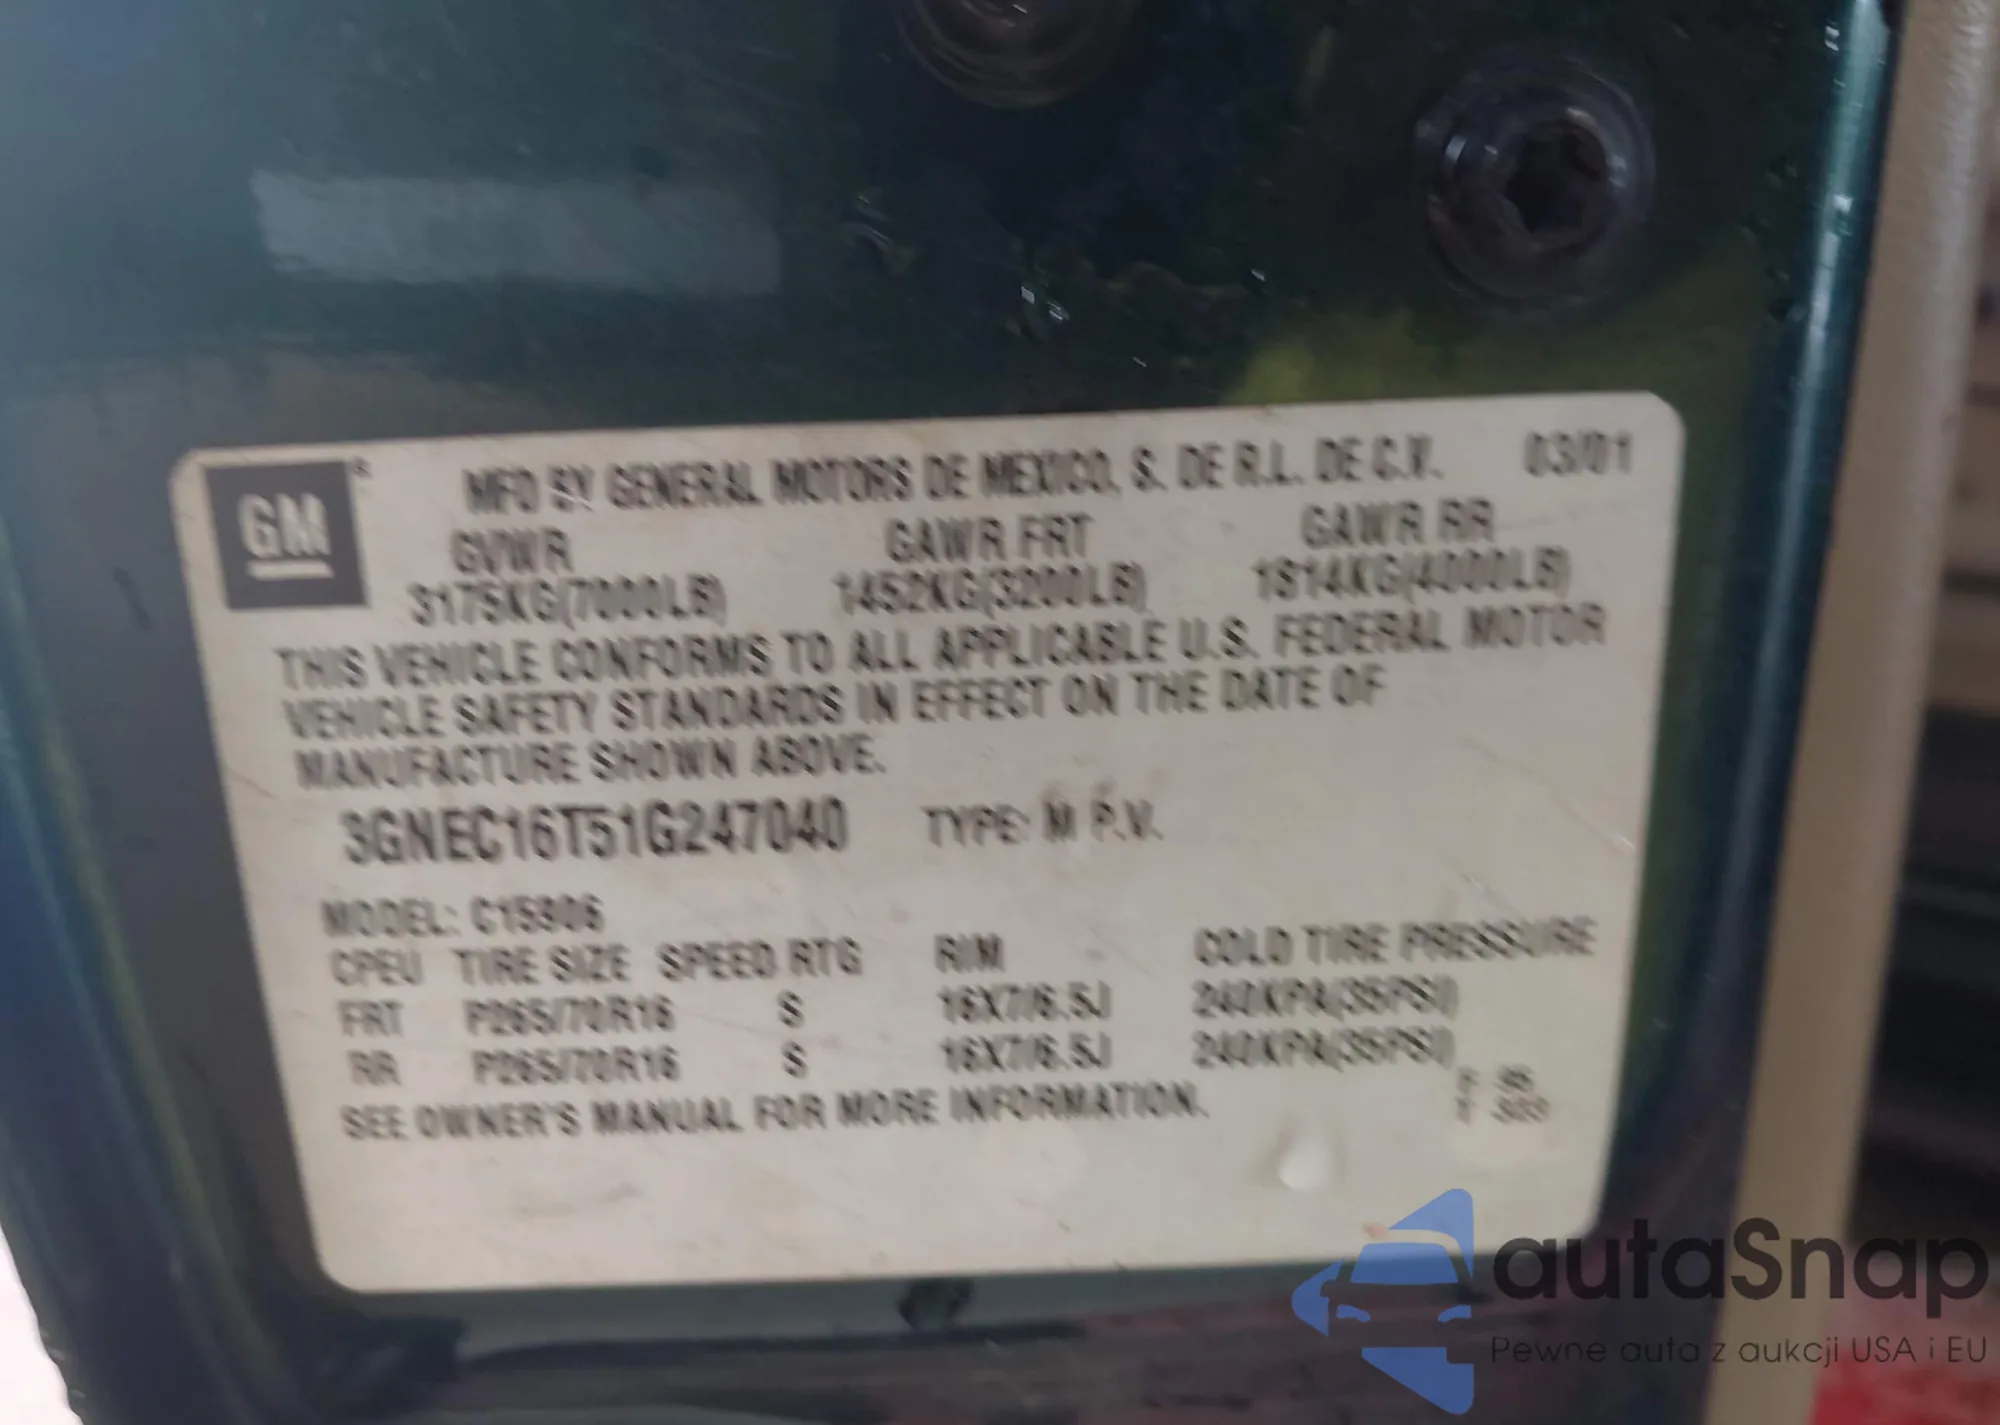 GM
MFD BY GENERAL MOTORS DE MEXICO, S. DE R.L. DE C.V. 03/01
GVWR GAWR FRT GAWR RR
3175KG(7000LB) 1452KG(3200LB) 1814KG(4000LB)
THIS VEHICLE CONFORMS TO ALL APPLICABLE U.S. FEDERAL MOTOR
VEHICLE SAFETY STANDARDS IN EFFECT ON THE DATE OF
MANUFACTURE SHOWN ABOVE.
3GNEC16T51G247040 TYPE: M.P.V.
MODEL: C15906
TIRE SIZE SPEED RTG RIM COLD TIRE PRESSURE
FRT P265/70R16 S 16X7/6.5J 240KPA(35PSI)
RR P265/70R16 S 16X7/6.5J 240KPA(35PSI)
SEE OWNER'S MANUAL FOR MORE INFORMATION.
autaSnap
Pewne auta z aukcji USA i EU